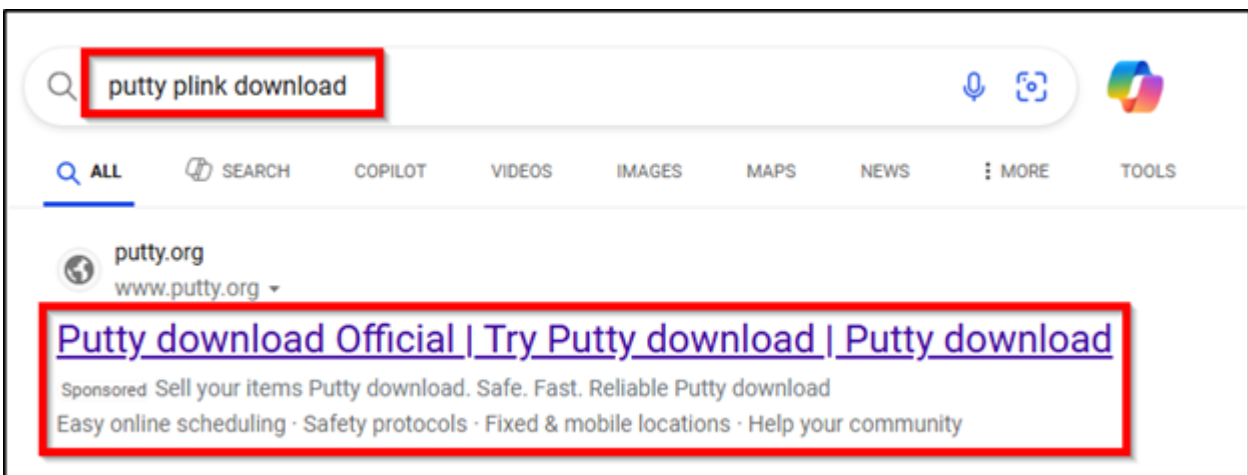 putty plink download
ALL SEARCH COPILOT VIDEOS IMAGES MAPS NEWS MORE TOOLS
putty.org
www.putty.org
Putty download Official | Try Putty download | Putty download
Sponsored Sell your items Putty download. Safe. Fast. Reliable Putty download
Easy online scheduling · Safety protocols · Fixed & mobile locations · Help your community